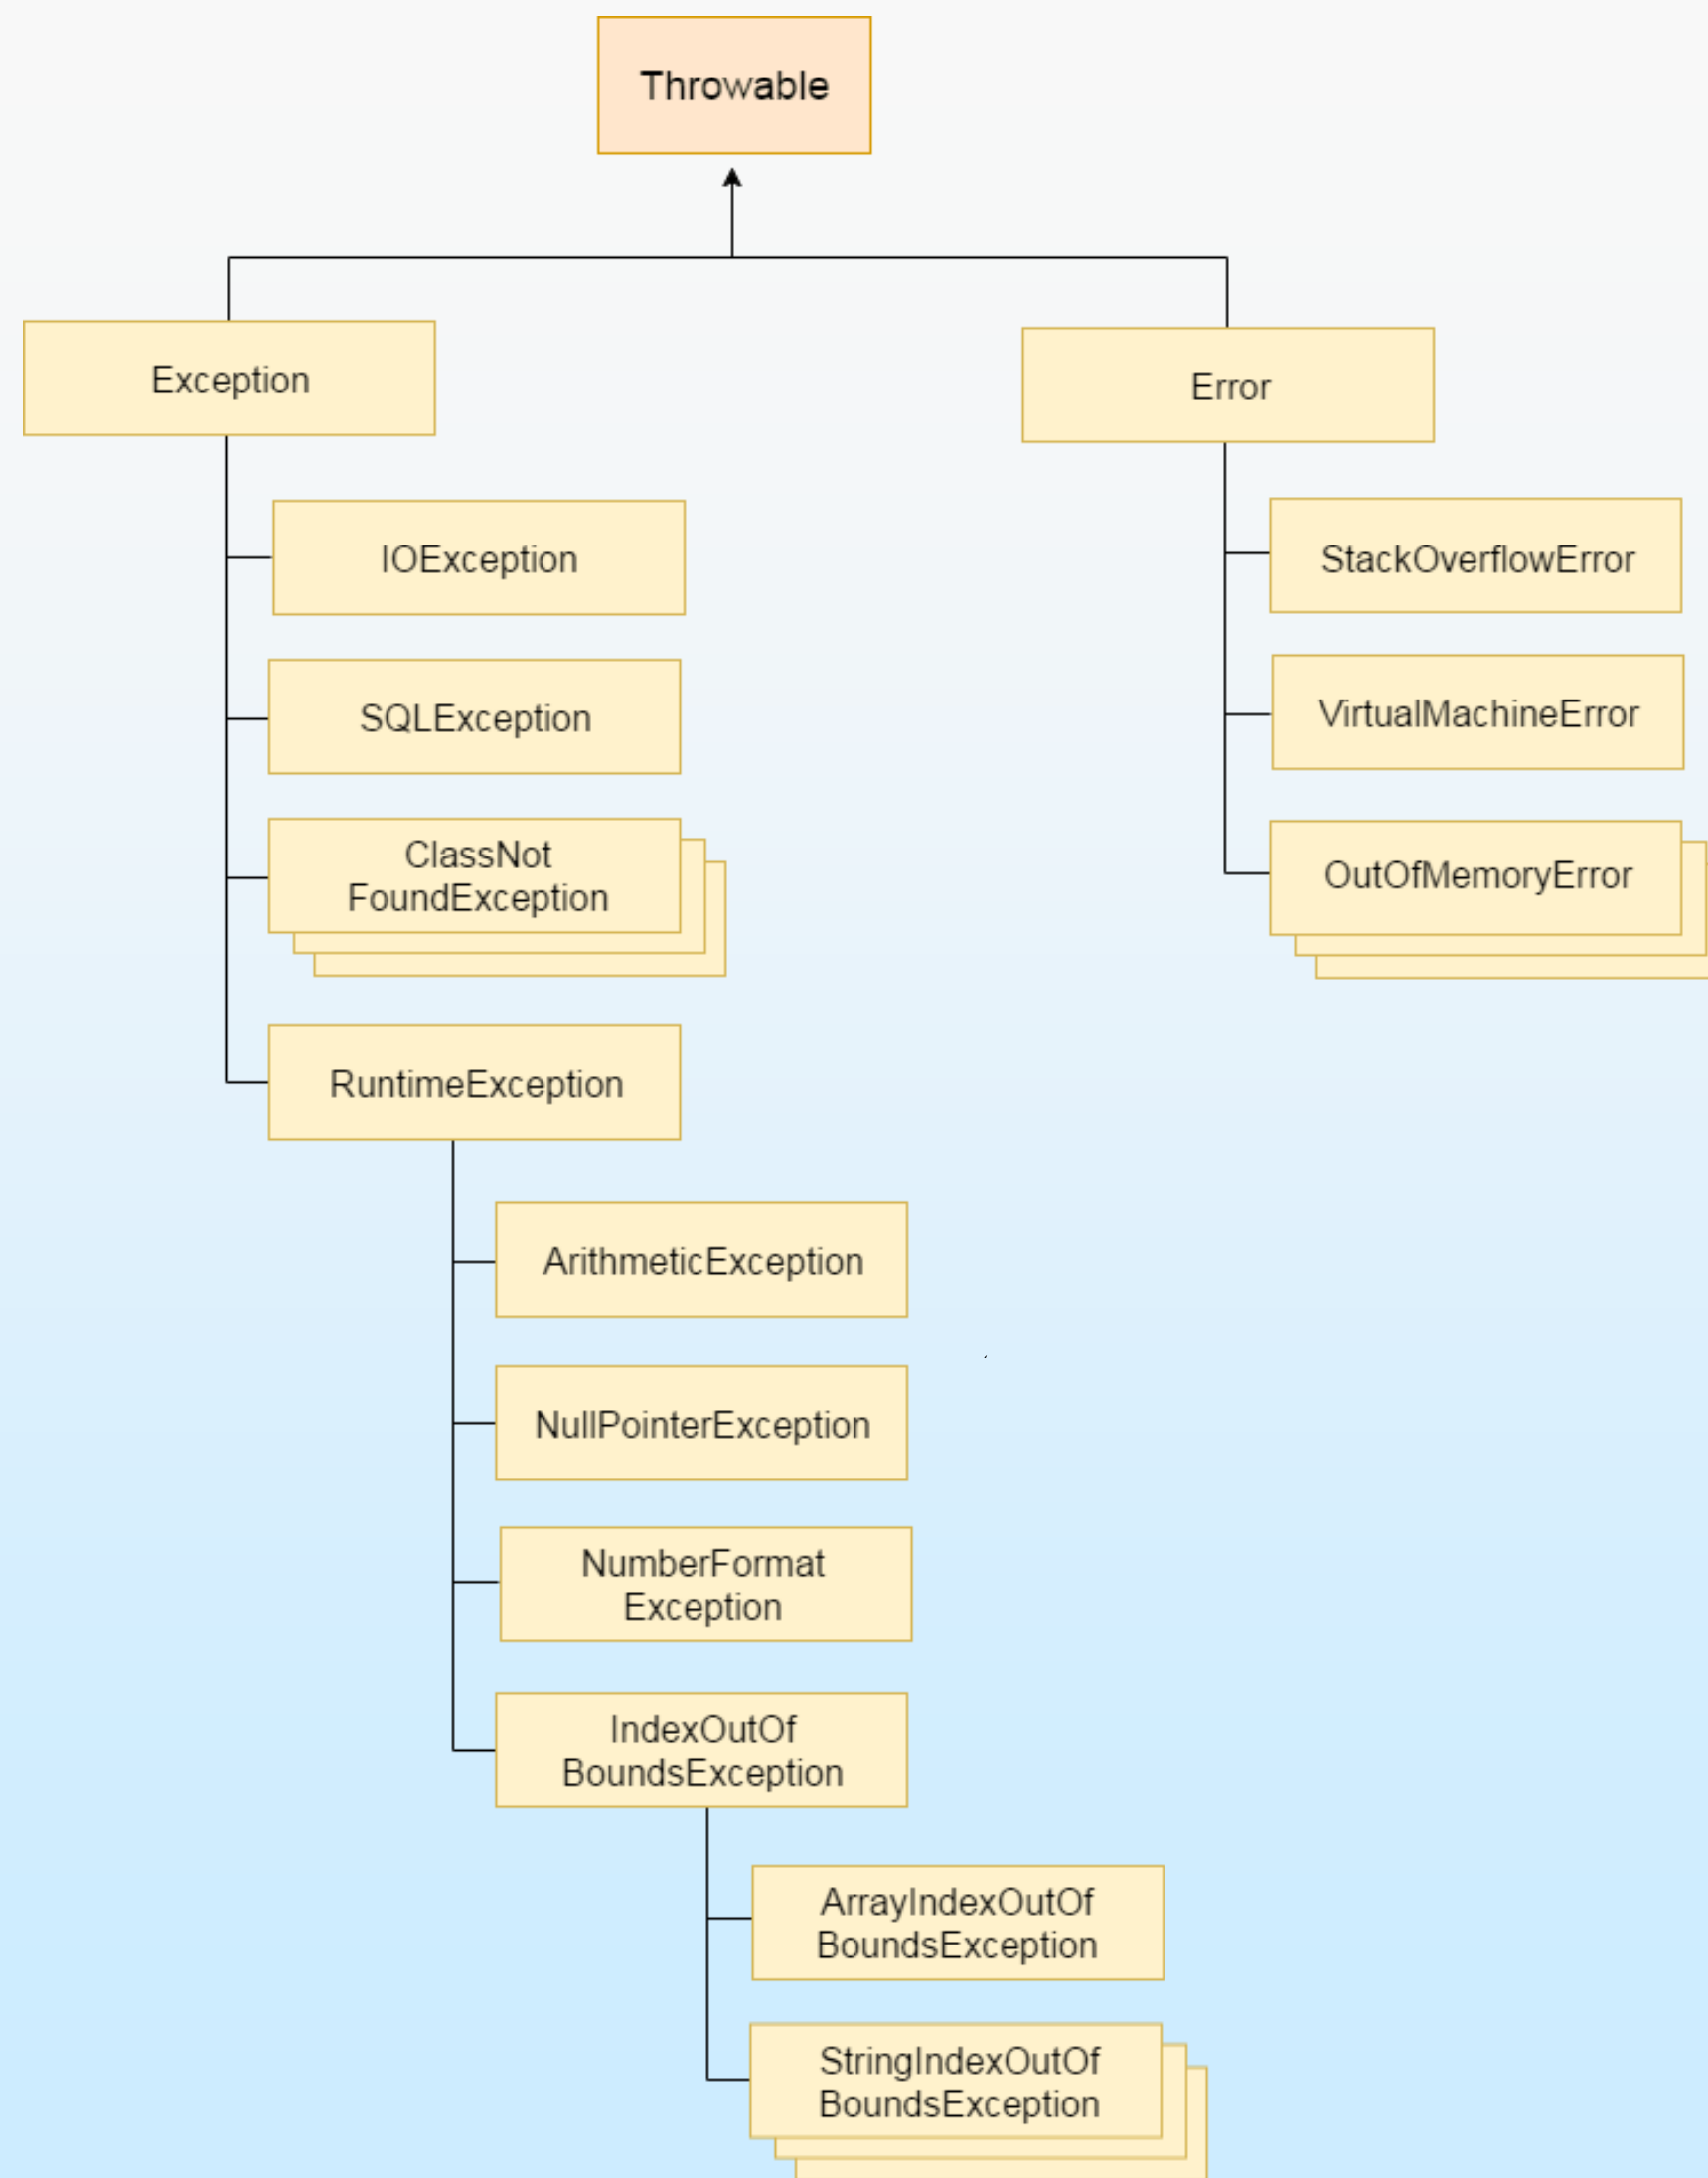 Throwable
Exception
Error
IOException
StackOverflowError
SQLException
VirtualMachineError
ClassNot
FoundException
OutOfMemoryError
RuntimeException
ArithmeticException
NullPointerException
NumberFormat
Exception
IndexOutOf
BoundsException
ArrayIndexOutOf
BoundsException
StringIndexOutOf
BoundsException